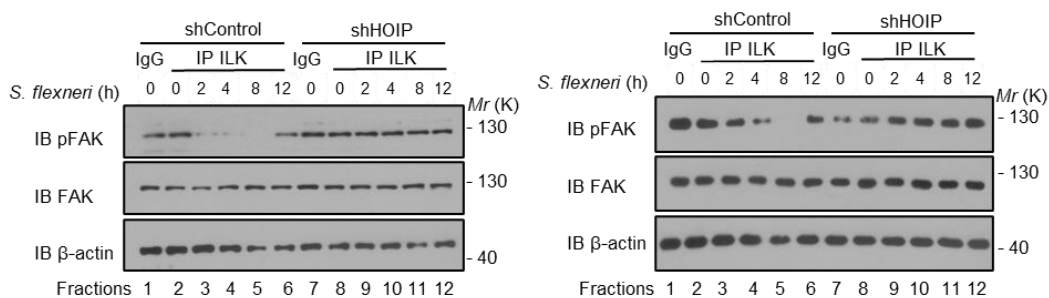 shControl shHOIP
IgG IP ILK IgG IP ILK
S. flexneri (h) 0 0 2 4 8 12 0 0 2 4 8 12
Mr (K)
IB pFAK - 130
IB FAK - 130
IB β-actin - 40
Fractions 1 2 3 4 5 6 7 8 9 10 11 12
shControl shHOIP
IgG IP ILK IgG IP ILK
S. flexneri (h) 0 0 2 4 8 12 0 0 2 4 8 12
Mr (K)
IB pFAK - 130
IB FAK - 130
IB β-actin - 40
Fractions 1 2 3 4 5 6 7 8 9 10 11 12